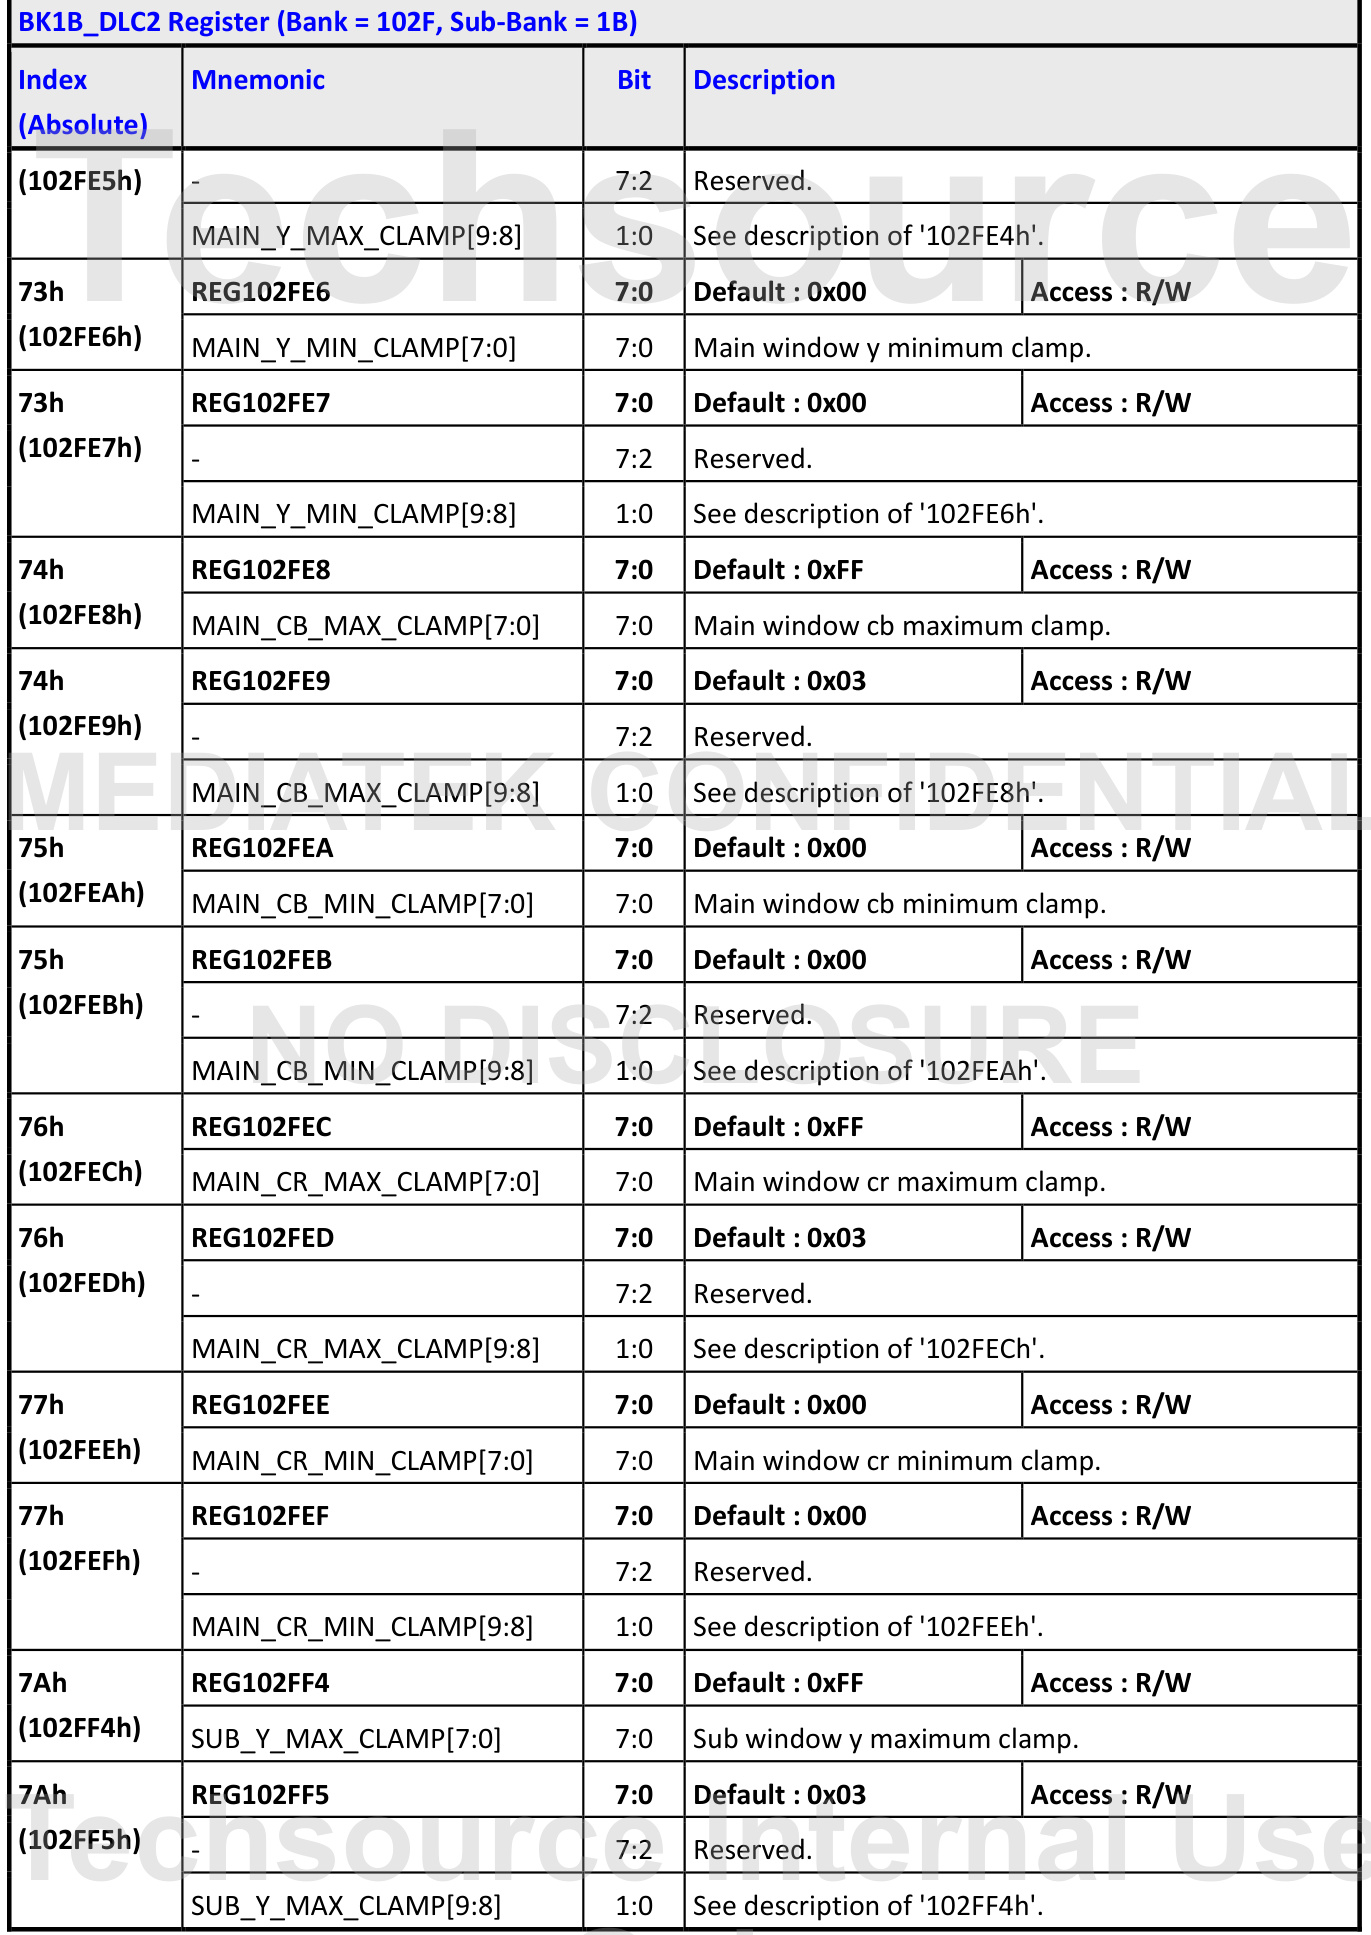 BK1B_DLC2 Register (Bank = 102F, Sub-Bank = 1B)
Index (Absolute) Mnemonic Bit Description
(102FE5h) - 7:2 Reserved.
MAIN_Y_MAX_CLAMP[9:8] 1:0 See description of '102FE4h'.
73h (102FE6h) REG102FE6 7:0 Default : 0x00 Access : R/W
MAIN_Y_MIN_CLAMP[7:0] 7:0 Main window y minimum clamp.
73h (102FE7h) REG102FE7 7:0 Default : 0x00 Access : R/W
- 7:2 Reserved.
MAIN_Y_MIN_CLAMP[9:8] 1:0 See description of '102FE6h'.
74h (102FE8h) REG102FE8 7:0 Default : 0xFF Access : R/W
MAIN_CB_MAX_CLAMP[7:0] 7:0 Main window cb maximum clamp.
74h (102FE9h) REG102FE9 7:0 Default : 0x03 Access : R/W
- 7:2 Reserved.
MAIN_CB_MAX_CLAMP[9:8] 1:0 See description of '102FE8h'.
75h (102FEAh) REG102FEA 7:0 Default : 0x00 Access : R/W
MAIN_CB_MIN_CLAMP[7:0] 7:0 Main window cb minimum clamp.
75h (102FEBh) REG102FEB 7:0 Default : 0x00 Access : R/W
- 7:2 Reserved.
MAIN_CB_MIN_CLAMP[9:8] 1:0 See description of '102FEAh'.
76h (102FECh) REG102FEC 7:0 Default : 0xFF Access : R/W
MAIN_CR_MAX_CLAMP[7:0] 7:0 Main window cr maximum clamp.
76h (102FEDh) REG102FED 7:0 Default : 0x03 Access : R/W
- 7:2 Reserved.
MAIN_CR_MAX_CLAMP[9:8] 1:0 See description of '102FECh'.
77h (102FEEh) REG102FEE 7:0 Default : 0x00 Access : R/W
MAIN_CR_MIN_CLAMP[7:0] 7:0 Main window cr minimum clamp.
77h (102FEFh) REG102FEF 7:0 Default : 0x00 Access : R/W
- 7:2 Reserved.
MAIN_CR_MIN_CLAMP[9:8] 1:0 See description of '102FEEh'.
7Ah (102FF4h) REG102FF4 7:0 Default : 0xFF Access : R/W
SUB_Y_MAX_CLAMP[7:0] 7:0 Sub window y maximum clamp.
7Ah (102FF5h) REG102FF5 7:0 Default : 0x03 Access : R/W
- 7:2 Reserved.
SUB_Y_MAX_CLAMP[9:8] 1:0 See description of '102FF4h'.
Techsource
MEDIATEK CONFIDENTIAL
NO DISCLOSURE
Techsource Internal Use